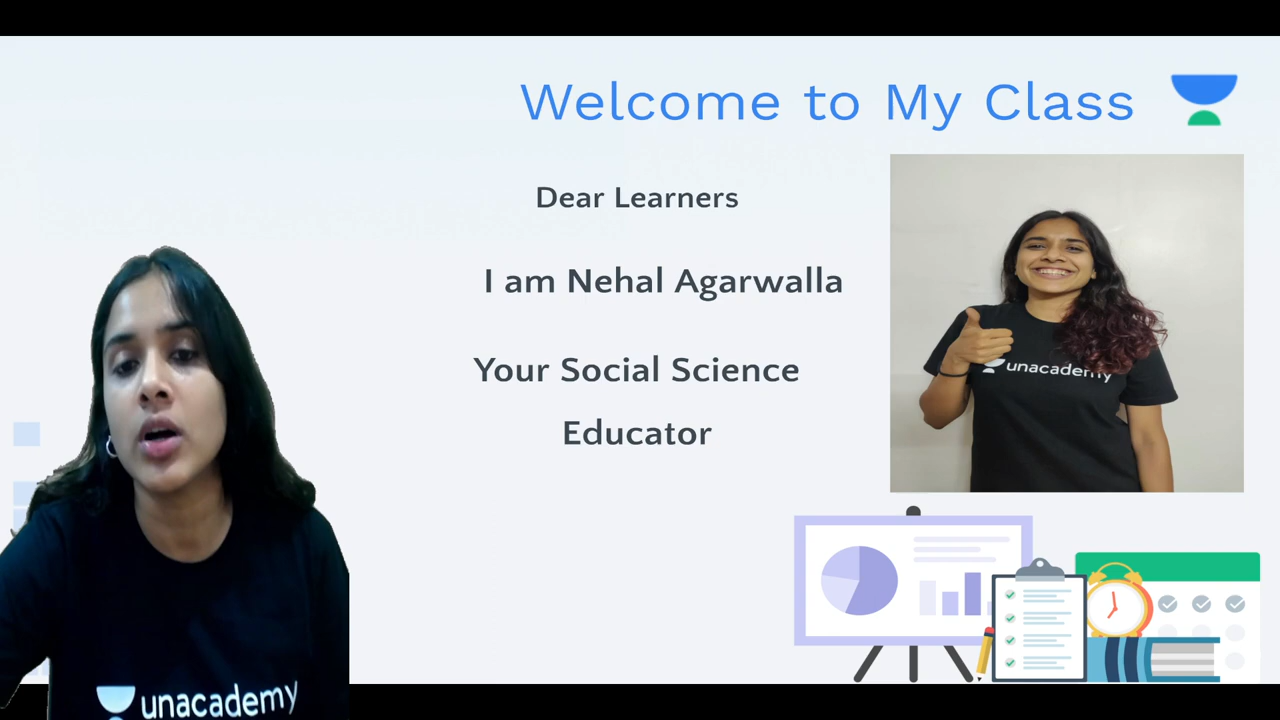 Welcome to My Class
Dear Learners
I am Nehal Agarwalla
Your Social Science
Educator
unacademy
unacademy